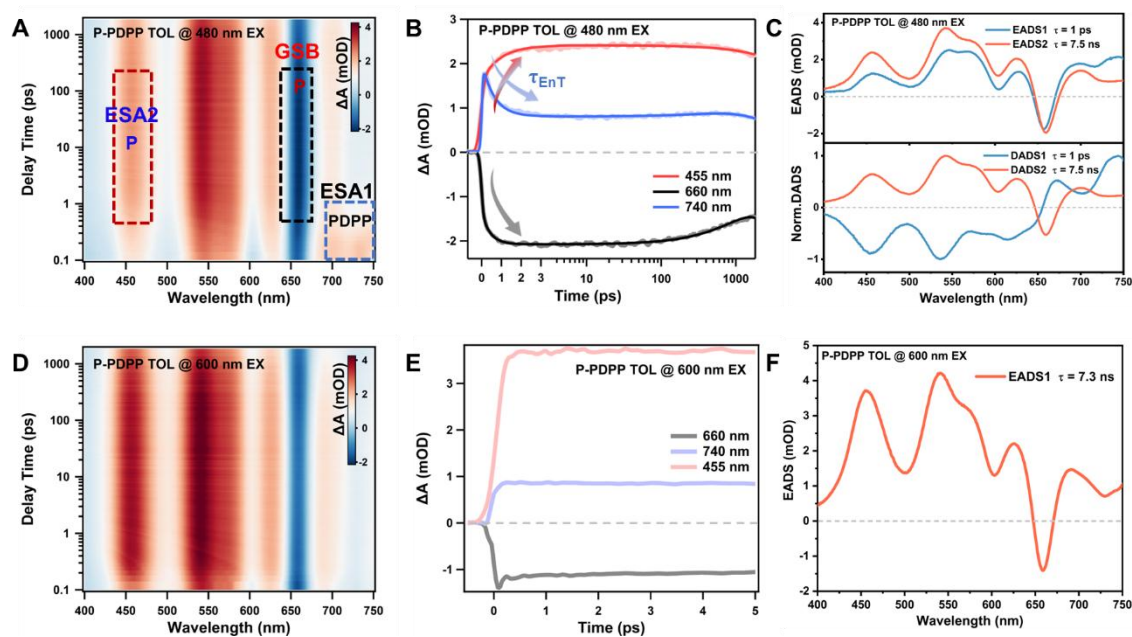 A
P-PDPP TOL @ 480 nm EX
GSB
P
ESA2
P
ESA1
PDPP
ΔA (mOD)
4
2
0
-2
Delay Time (ps)
1000
100
10
1
0.1
400 450 500 550 600 650 700 750
Wavelength (nm)
B
P-PDPP TOL @ 480 nm EX
τEnT
455 nm
660 nm
740 nm
ΔA (mOD)
3
2
1
0
-1
-2
0 1 2 3 10 100 1000
Time (ps)
C
P-PDPP TOL @ 480 nm EX
EADS1 τ = 1 ps
EADS2 τ = 7.5 ns
EADS (mOD)
4
2
0
2
DADS1 τ = 1 ps
DADS2 τ = 7.5 ns
Norm.DADS
1
0
-1
400 450 500 550 600 650 700 750
Wavelength (nm)
D
P-PDPP TOL @ 600 nm EX
ΔA (mOD)
4
2
0
-2
Delay Time (ps)
1000
100
10
1
0.1
400 450 500 550 600 650 700 750
Wavelength (nm)
E
P-PDPP TOL @ 600 nm EX
660 nm
740 nm
455 nm
ΔA (mOD)
3
2
1
0
-1
0 1 2 3 4 5
Time (ps)
F
P-PDPP TOL @ 600 nm EX
EADS1 τ = 7.3 ns
EADS (mOD)
5
4
3
2
1
0
-1
-2
400 450 500 550 600 650 700 750
Wavelength (nm)